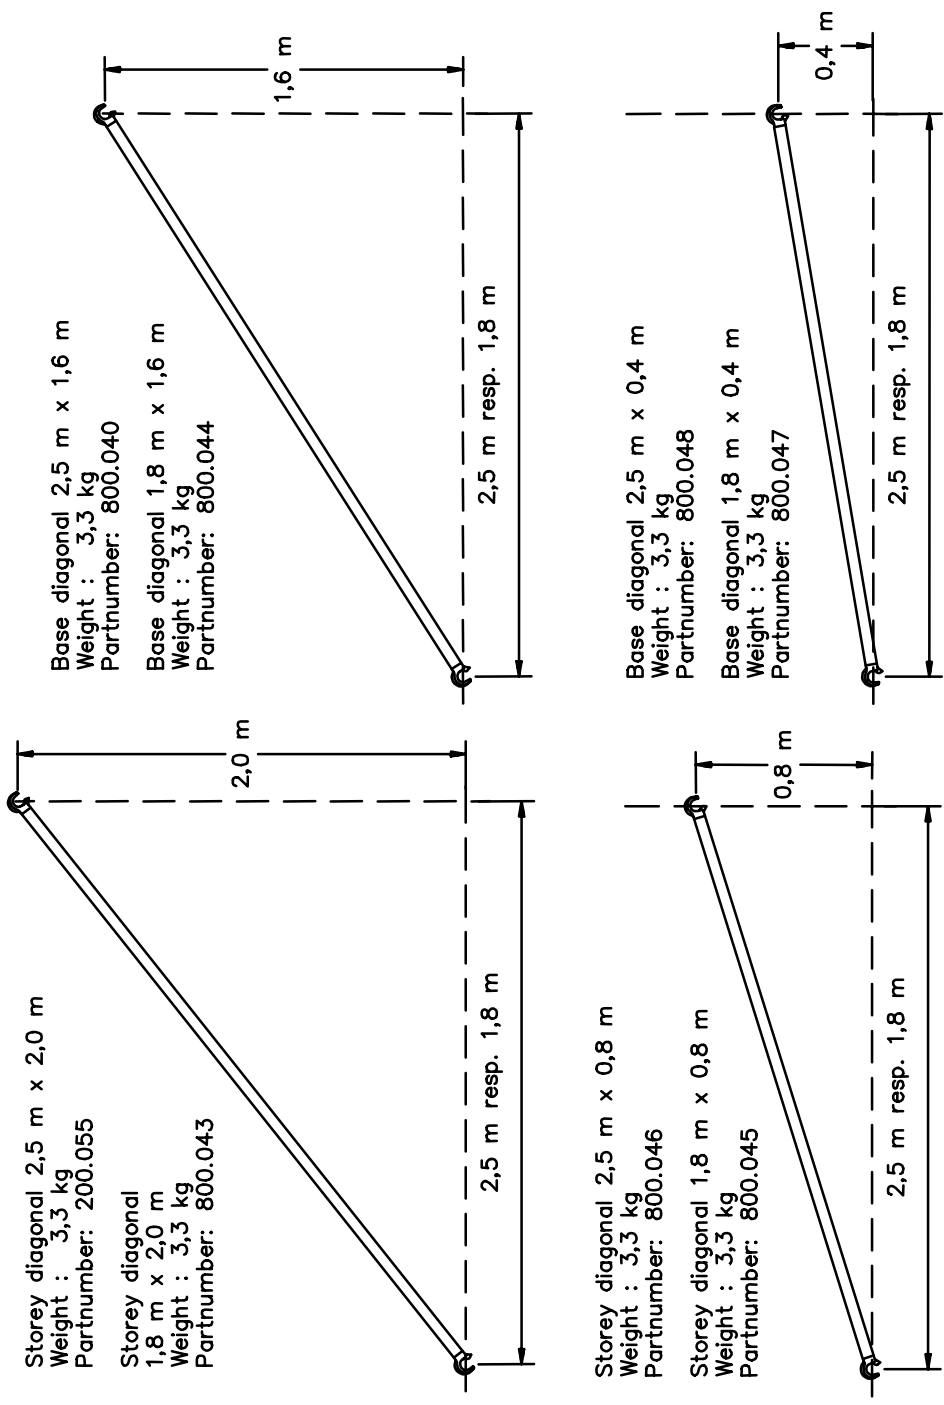 Storey diagonal 2,5 m x 2,0 m
Weight : 3,3 kg
Partnumber: 200.055
Storey diagonal
1,8 m x 2,0 m
Weight : 3,3 kg
Partnumber: 800.043
2,0 m
2,5 m resp. 1,8 m
Base diagonal 2,5 m x 1,6 m
Weight : 3,3 kg
Partnumber: 800.040
Base diagonal 1,8 m x 1,6 m
Weight : 3,3 kg
Partnumber: 800.044
1,6 m
2,5 m resp. 1,8 m
Storey diagonal 2,5 m x 0,8 m
Weight : 3,3 kg
Partnumber: 800.046
Storey diagonal 1,8 m x 0,8 m
Weight : 3,3 kg
Partnumber: 800.045
0,8 m
2,5 m resp. 1,8 m
Base diagonal 2,5 m x 0,4 m
Weight : 3,3 kg
Partnumber: 800.048
Base diagonal 1,8 m x 0,4 m
Weight : 3,3 kg
Partnumber: 800.047
0,4 m
2,5 m resp. 1,8 m